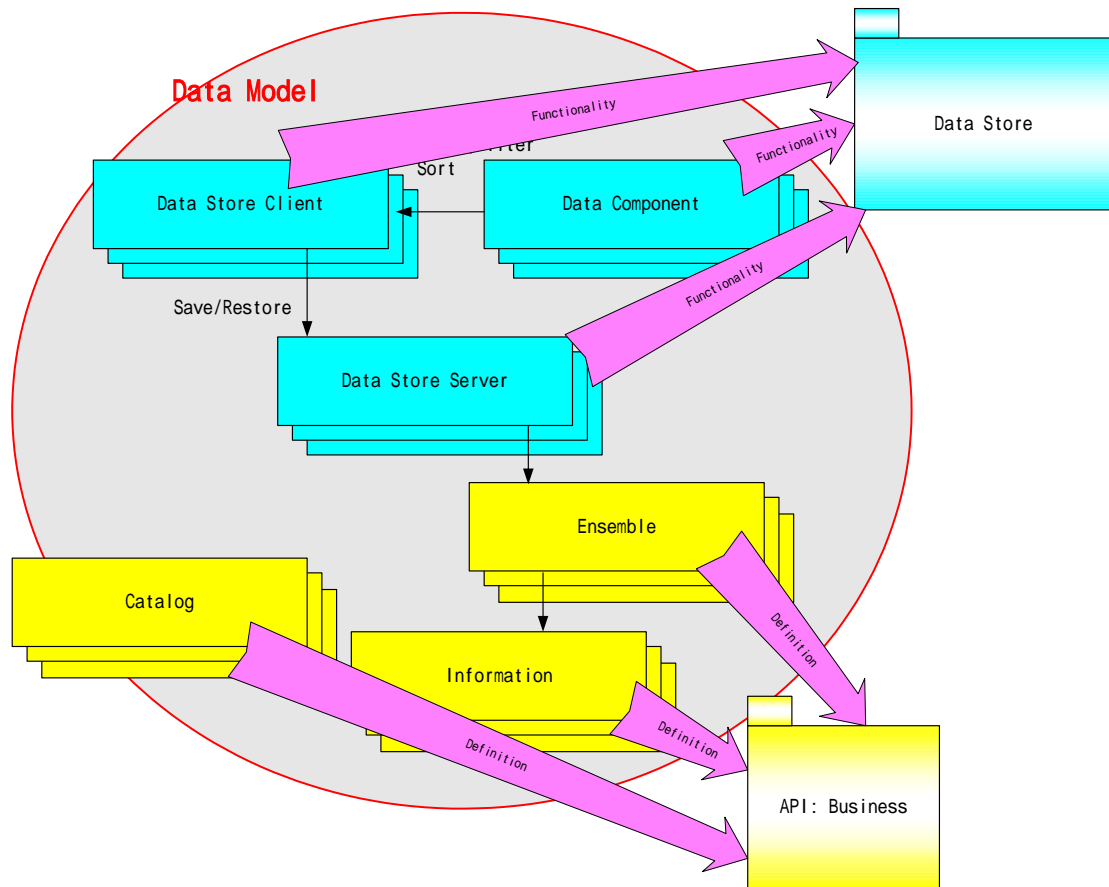 Data Model
Functionality
Data Store
Functionality
Sort
Data Store Client
Data Component
Functionality
Save/Restore
Data Store Server
Ensemble
Catalog
Definition
Information
Definition
Definition
API: Business